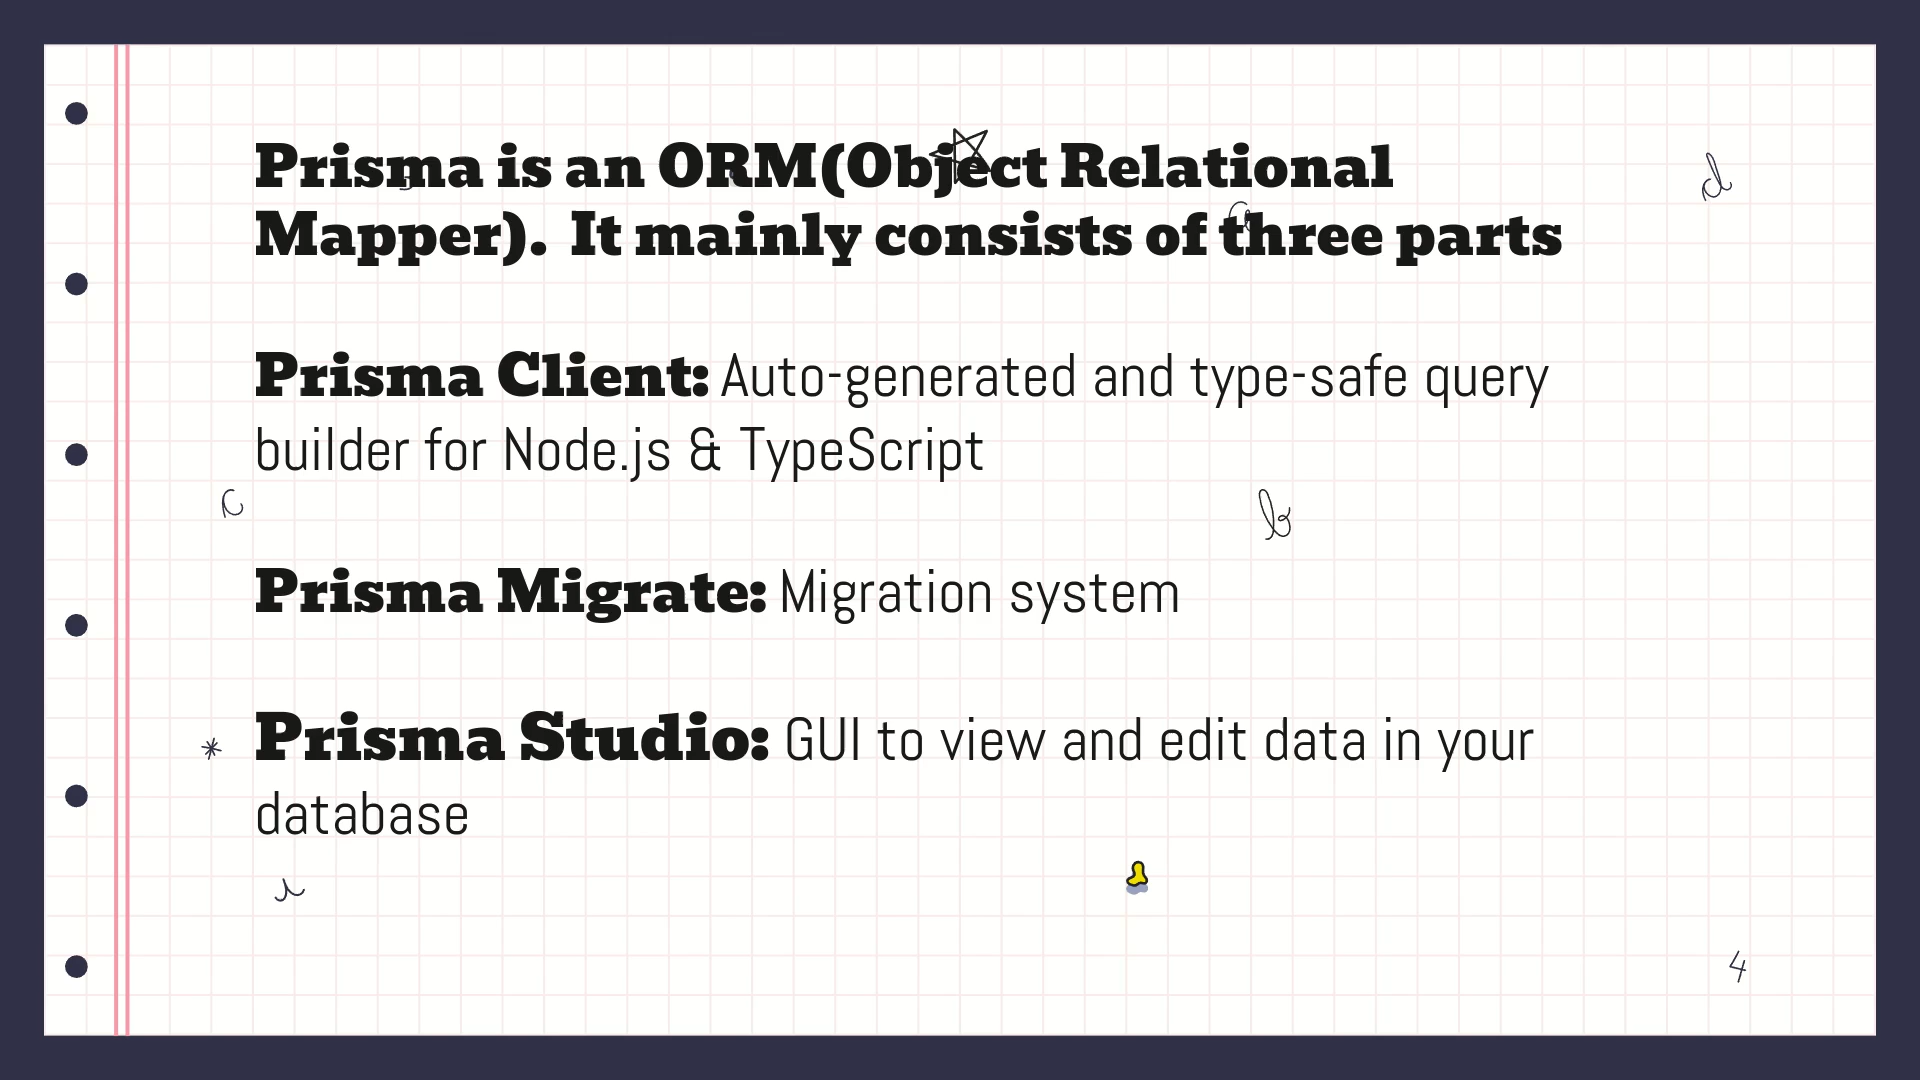 Prisma is an ORM(Object Relational
Mapper).  It mainly consists of three parts
d
Prisma Client: Auto-generated and type-safe query
builder for Node.js & TypeScript
c
b
Prisma Migrate: Migration system
* Prisma Studio: GUI to view and edit data in your
database
4